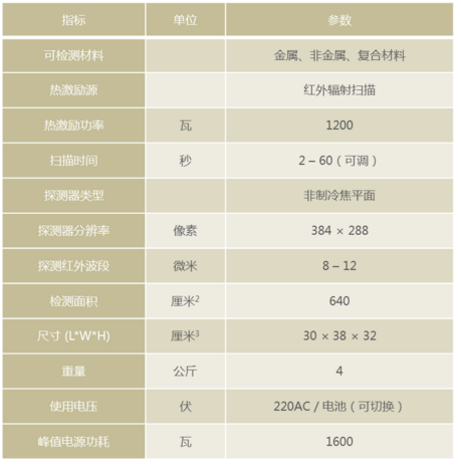 指标 单位 参数
可检测材料 金属、非金属、复合材料
热激励源 红外辐射扫描
热激励功率 瓦 1200
扫描时间 秒 2 – 60（可调）
探测器类型 非制冷焦平面
探测器分辨率 像素 384 × 288
探测红外波段 微米 8 – 12
检测面积 厘米² 640
尺寸 (L*W*H) 厘米³ 30 × 38 × 32
重量 公斤 4
使用电压 伏 220AC / 电池（可切换）
峰值电源功耗 瓦 1600